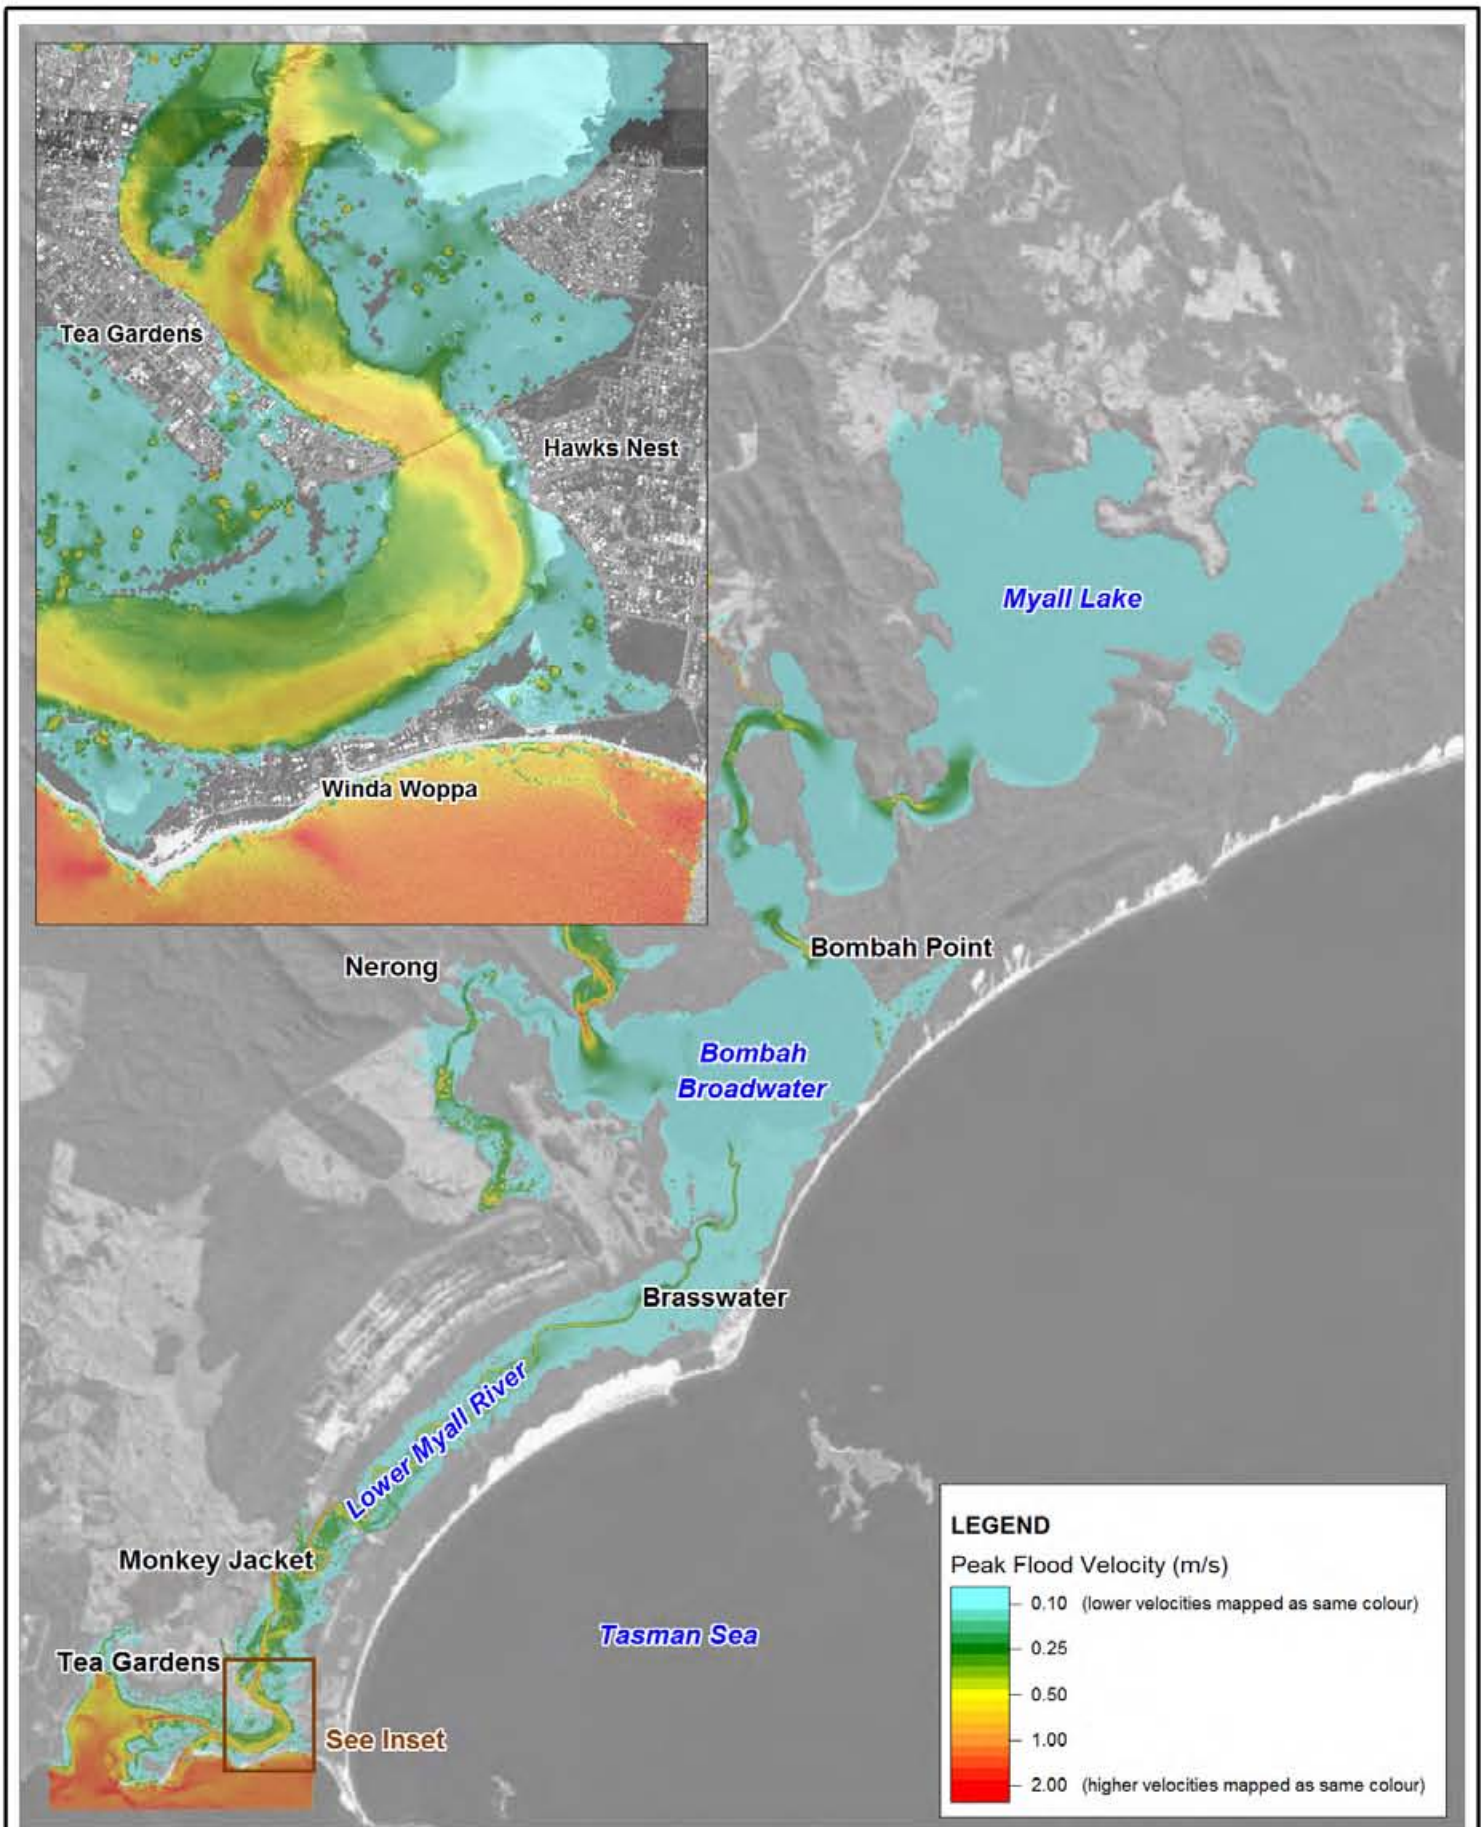 Tea Gardens
Hawks Nest
Winda Woppa
Myall Lake
Nerong
Bombah Point
Bombah
Broadwater
Brasswater
Lower Myall River
Monkey Jacket
Tea Gardens
See Inset
Tasman Sea
LEGEND
Peak Flood Velocity (m/s)
0.10 (lower velocities mapped as same colour)
0.25
0.50
1.00
2.00 (higher velocities mapped as same colour)